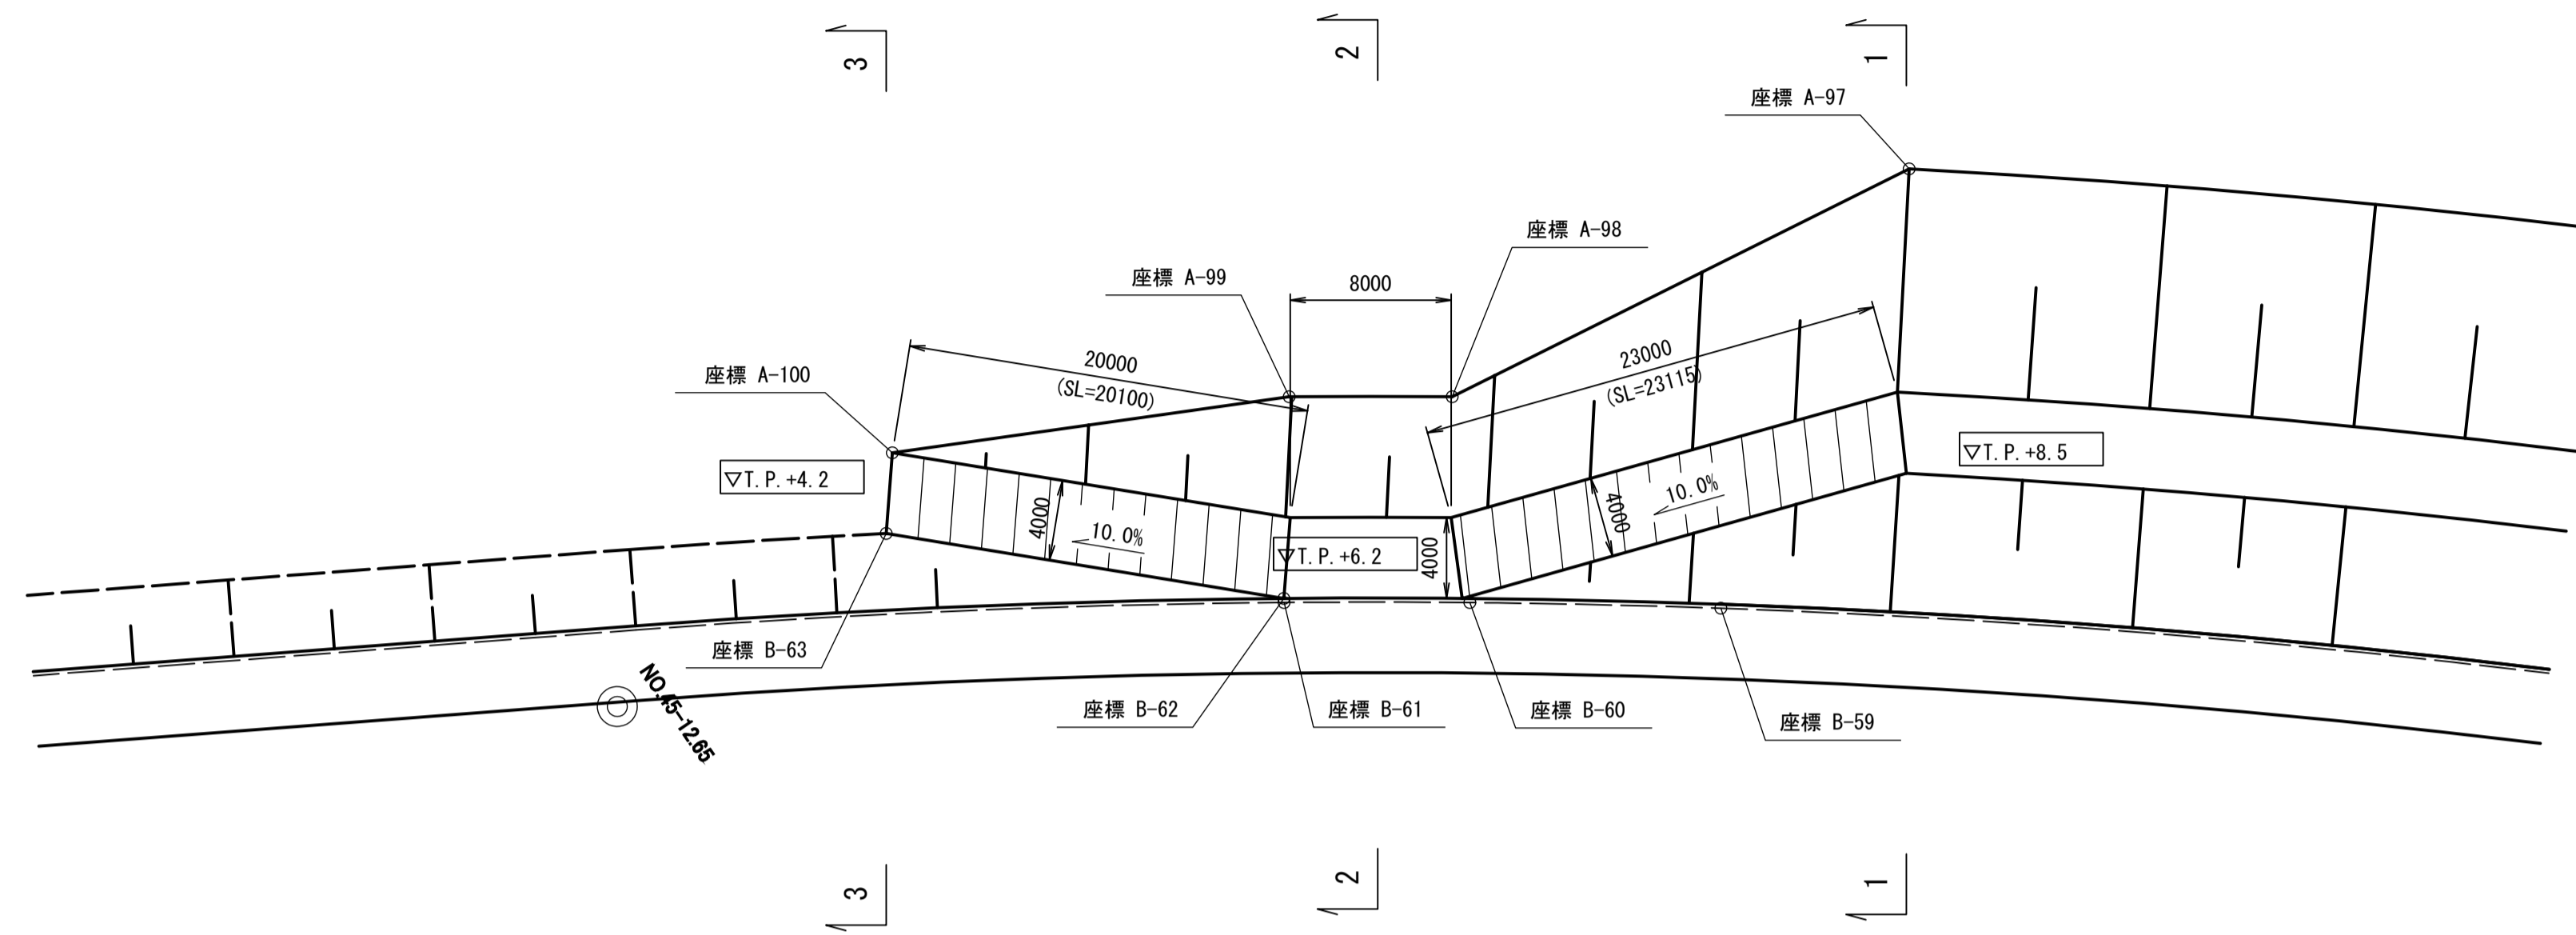 3
2
1
座標 A-97
座標 A-98
座標 A-99
8000
20000
(SL=20100)
23000
(SL=23115)
座標 A-100
▽T.P.+4.2
▽T.P.+8.5
4000
10.0%
10.0%
4000
▽T.P.+6.2
4000
座標 B-63
NO.45-12.65
座標 B-62
座標 B-61
座標 B-60
座標 B-59
3
2
1